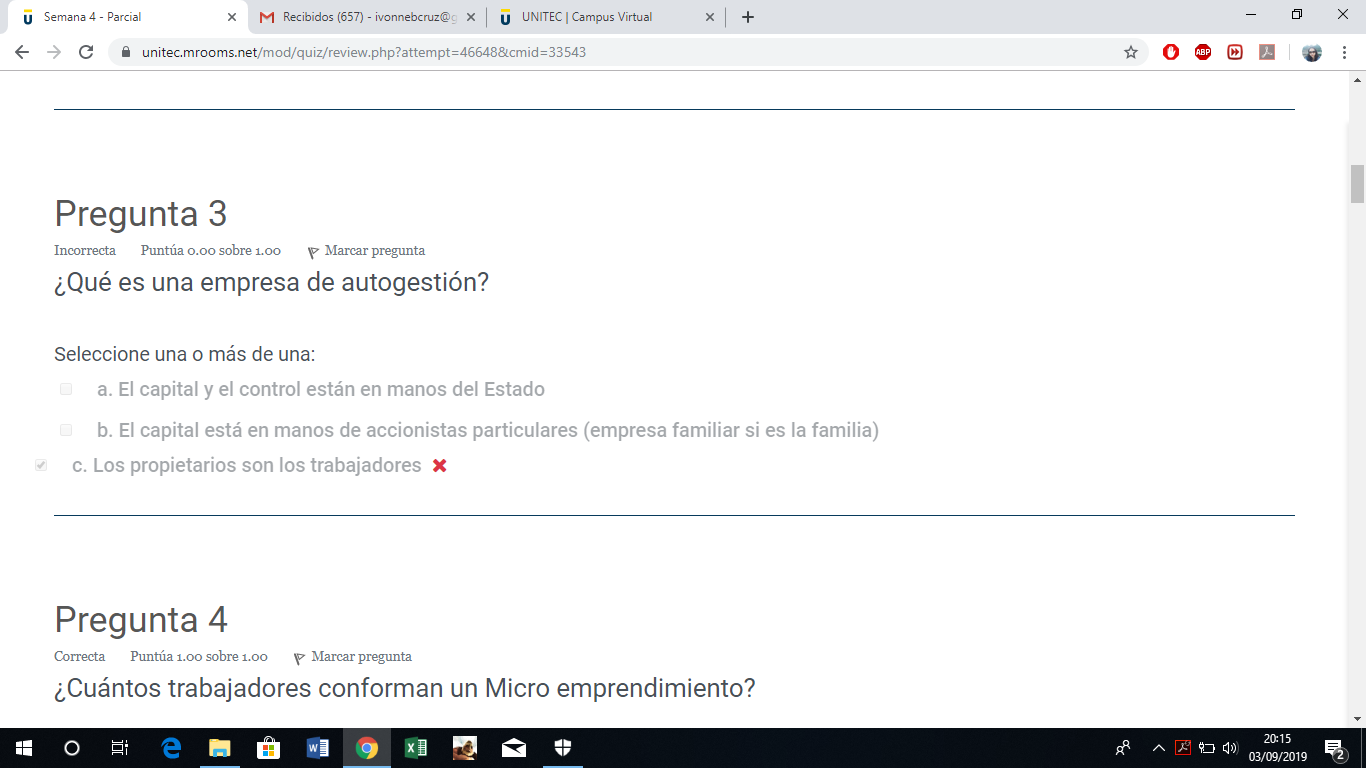 Semana 4 - Parcial
Recibidos (657) - ivonnebcruz@g
UNITEC | Campus Virtual
unitec.mrooms.net/mod/quiz/review.php?attempt=46648&cmid=33543
ABP
Pregunta 3
Incorrecta Puntúa 0.00 sobre 1.00 Marcar pregunta
¿Qué es una empresa de autogestión?
Seleccione una o más de una:
a. El capital y el control están en manos del Estado
b. El capital está en manos de accionistas particulares (empresa familiar si es la familia)
c. Los propietarios son los trabajadores
Pregunta 4
Correcta Puntúa 1.00 sobre 1.00 Marcar pregunta
¿Cuántos trabajadores conforman un Micro emprendimiento?
20:15
03/09/2019
2